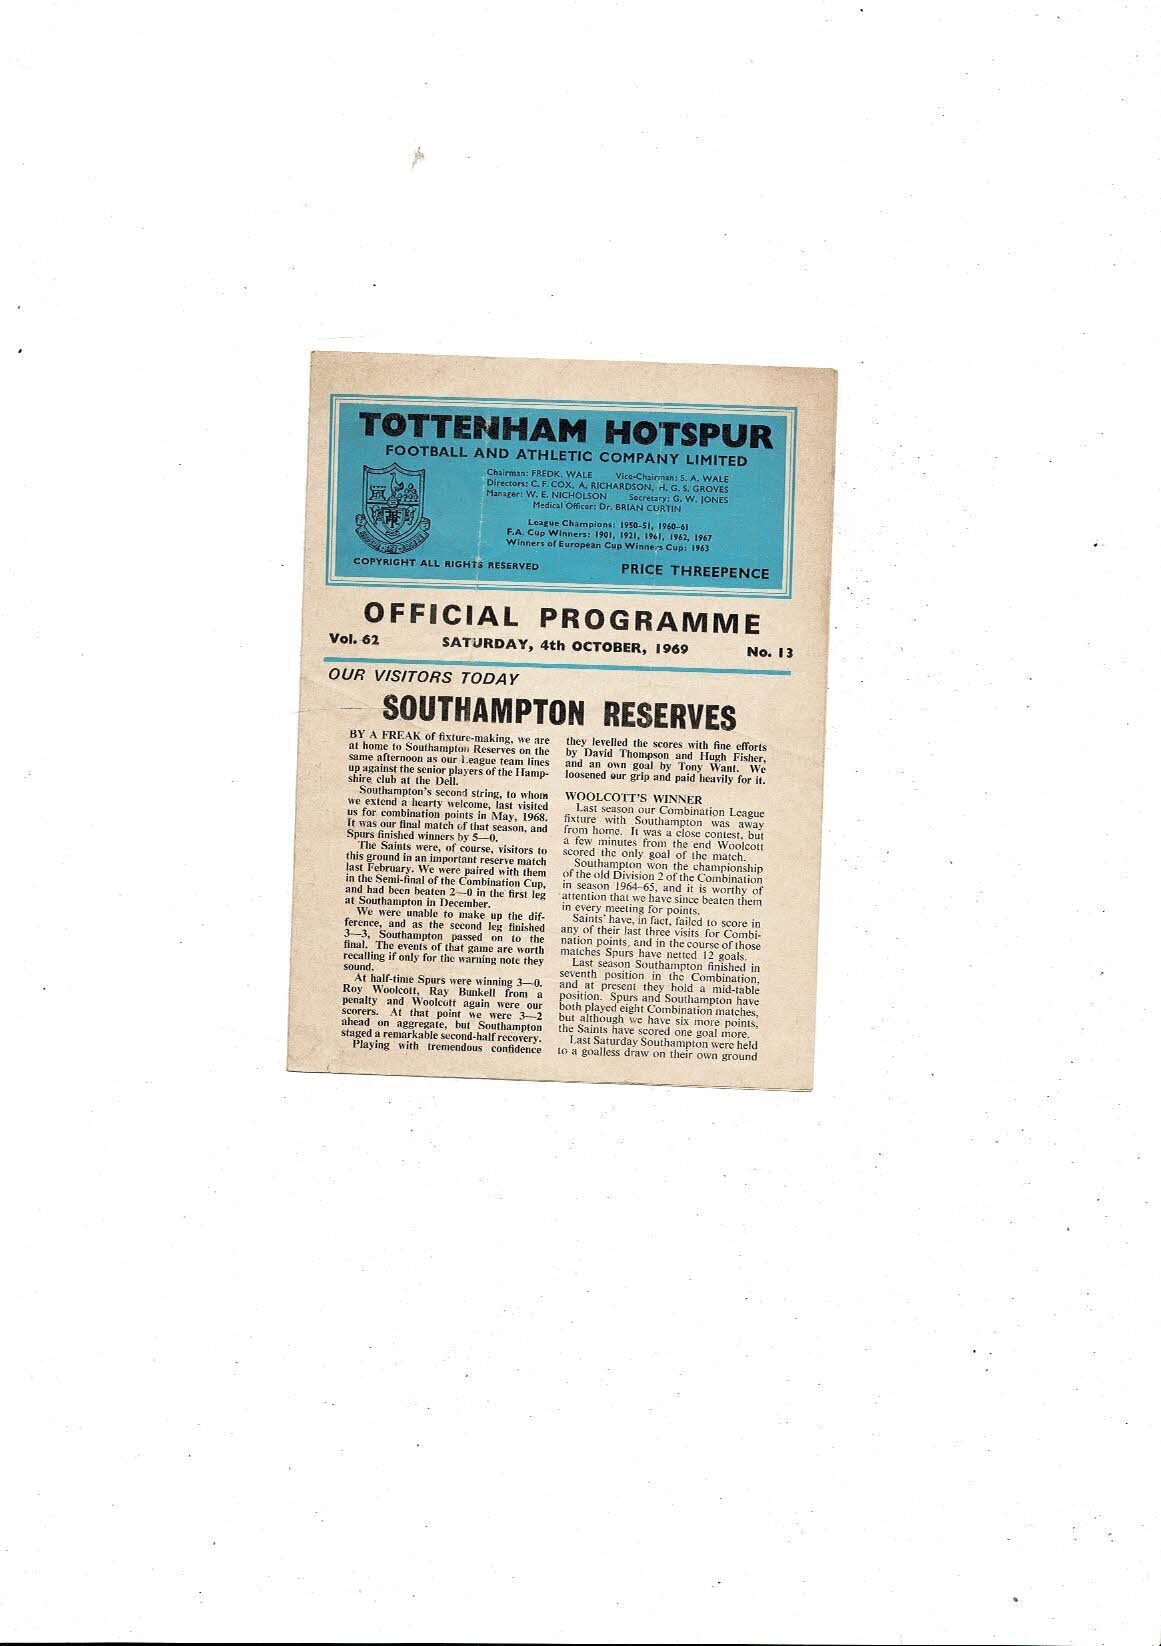 TOTTENHAM HOTSPUR
FOOTBALL AND ATHLETIC COMPANY LIMITED
Chairman: FREDK. WALE Vice-Chairman: S. A. WALE
Directors: C. F. COX, A. RICHARDSON, H. G. S. GROVES
Manager: W. E. NICHOLSON Secretary: G. W. JONES
Medical Officer: Dr. BRIAN CURTIN
League Champions: 1950-51, 1960-61
F.A. Cup Winners: 1901, 1921, 1961, 1962, 1967
Winners of European Cup Winners Cup: 1963
COPYRIGHT ALL RIGHTS RESERVED PRICE THREEPENCE
OFFICIAL PROGRAMME
Vol. 62 SATURDAY, 4th OCTOBER, 1969 No. 13
OUR VISITORS TODAY
SOUTHAMPTON RESERVES
BY A FREAK of fixture-making, we are
at home to Southampton Reserves on the
same afternoon as our League team lines
up against the senior players of the Hamp-
shire club at the Dell.
Southampton's second string, to whom
we extend a hearty welcome, last visited
us for combination points in May, 1968.
It was our final match of that season, and
Spurs finished winners by 5—0.
The Saints were, of course, visitors to
this ground in an important reserve match
last February. We were paired with them
in the Semi-final of the Combination Cup,
and had been beaten 2—0 in the first leg
at Southampton in December.
We were unable to make up the dif-
ference, and as the second leg finished
3—3, Southampton passed on to the
final. The events of that game are worth
recalling if only for the warning note they
sound.
At half-time Spurs were winning 3—0.
Roy Woolcott, Ray Bunkell from a
penalty and Woolcott again were our
scorers. At that point we were 3—2
ahead on aggregate, but Southampton
staged a remarkable second-half recovery.
Playing with tremendous confidence
they levelled the scores with fine efforts
by David Thompson and Hugh Fisher,
and an own goal by Tony Want. We
loosened our grip and paid heavily for it.
WOOLCOTT'S WINNER
Last season our Combination League
fixture with Southampton was away
from home. It was a close contest, but
a few minutes from the end Woolcott
scored the only goal of the match.
Southampton won the championship
of the old Division 2 of the Combination
in season 1964-65, and it is worthy of
attention that we have since beaten them
in every meeting for points.
Saints' have, in fact, failed to score in
any of their last three visits for Combi-
nation points, and in the course of those
matches Spurs have netted 12 goals.
Last season Southampton finished in
seventh position in the Combination,
and at present they hold a mid-table
position. Spurs and Southampton have
both played eight Combination matches,
but although we have six more points,
the Saints have scored one goal more.
Last Saturday Southampton were held
to a goalless draw on their own ground